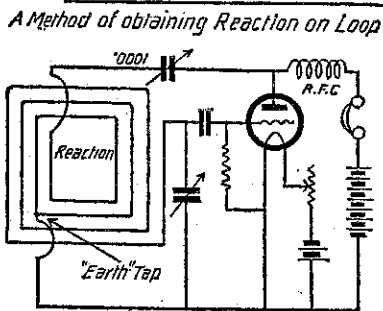 A Method of obtaining Reaction on Loop
.0001
R.F.C
Reaction
"Earth" Tap